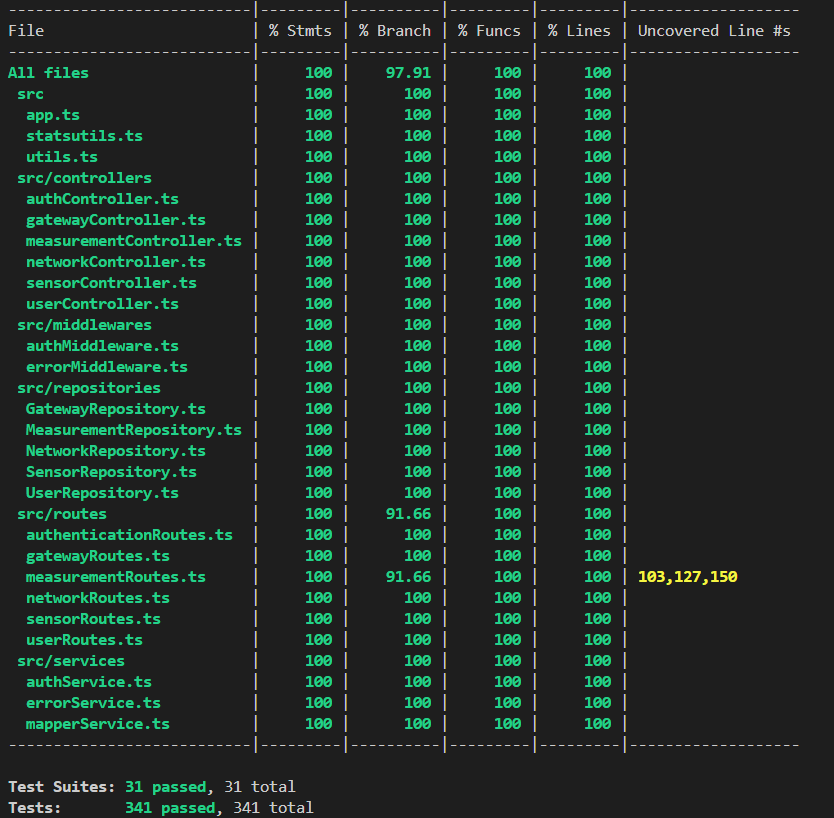 ---------------------------|---------|----------|---------|---------|-------------------
File                       | % Stmts | % Branch | % Funcs | % Lines | Uncovered Line #s
---------------------------|---------|----------|---------|---------|-------------------
All files                  |     100 |    97.91 |     100 |     100 |
 src                       |     100 |      100 |     100 |     100 |
  app.ts                   |     100 |      100 |     100 |     100 |
  statsutils.ts            |     100 |      100 |     100 |     100 |
  utils.ts                 |     100 |      100 |     100 |     100 |
 src/controllers           |     100 |      100 |     100 |     100 |
  authController.ts        |     100 |      100 |     100 |     100 |
  gatewayController.ts     |     100 |      100 |     100 |     100 |
  measurementController.ts |     100 |      100 |     100 |     100 |
  networkController.ts     |     100 |      100 |     100 |     100 |
  sensorController.ts      |     100 |      100 |     100 |     100 |
  userController.ts        |     100 |      100 |     100 |     100 |
 src/middlewares           |     100 |      100 |     100 |     100 |
  authMiddleware.ts        |     100 |      100 |     100 |     100 |
  errorMiddleware.ts       |     100 |      100 |     100 |     100 |
 src/repositories          |     100 |      100 |     100 |     100 |
  GatewayRepository.ts     |     100 |      100 |     100 |     100 |
  MeasurementRepository.ts |     100 |      100 |     100 |     100 |
  NetworkRepository.ts     |     100 |      100 |     100 |     100 |
  SensorRepository.ts      |     100 |      100 |     100 |     100 |
  UserRepository.ts        |     100 |      100 |     100 |     100 |
 src/routes                |     100 |    91.66 |     100 |     100 |
  authenticationRoutes.ts  |     100 |      100 |     100 |     100 |
  gatewayRoutes.ts         |     100 |      100 |     100 |     100 |
  measurementRoutes.ts     |     100 |    91.66 |     100 |     100 | 103,127,150
  networkRoutes.ts         |     100 |      100 |     100 |     100 |
  sensorRoutes.ts          |     100 |      100 |     100 |     100 |
  userRoutes.ts            |     100 |      100 |     100 |     100 |
 src/services              |     100 |      100 |     100 |     100 |
  authService.ts           |     100 |      100 |     100 |     100 |
  errorService.ts          |     100 |      100 |     100 |     100 |
  mapperService.ts         |     100 |      100 |     100 |     100 |
---------------------------|---------|----------|---------|---------|-------------------
Test Suites: 31 passed, 31 total
Tests:       341 passed, 341 total